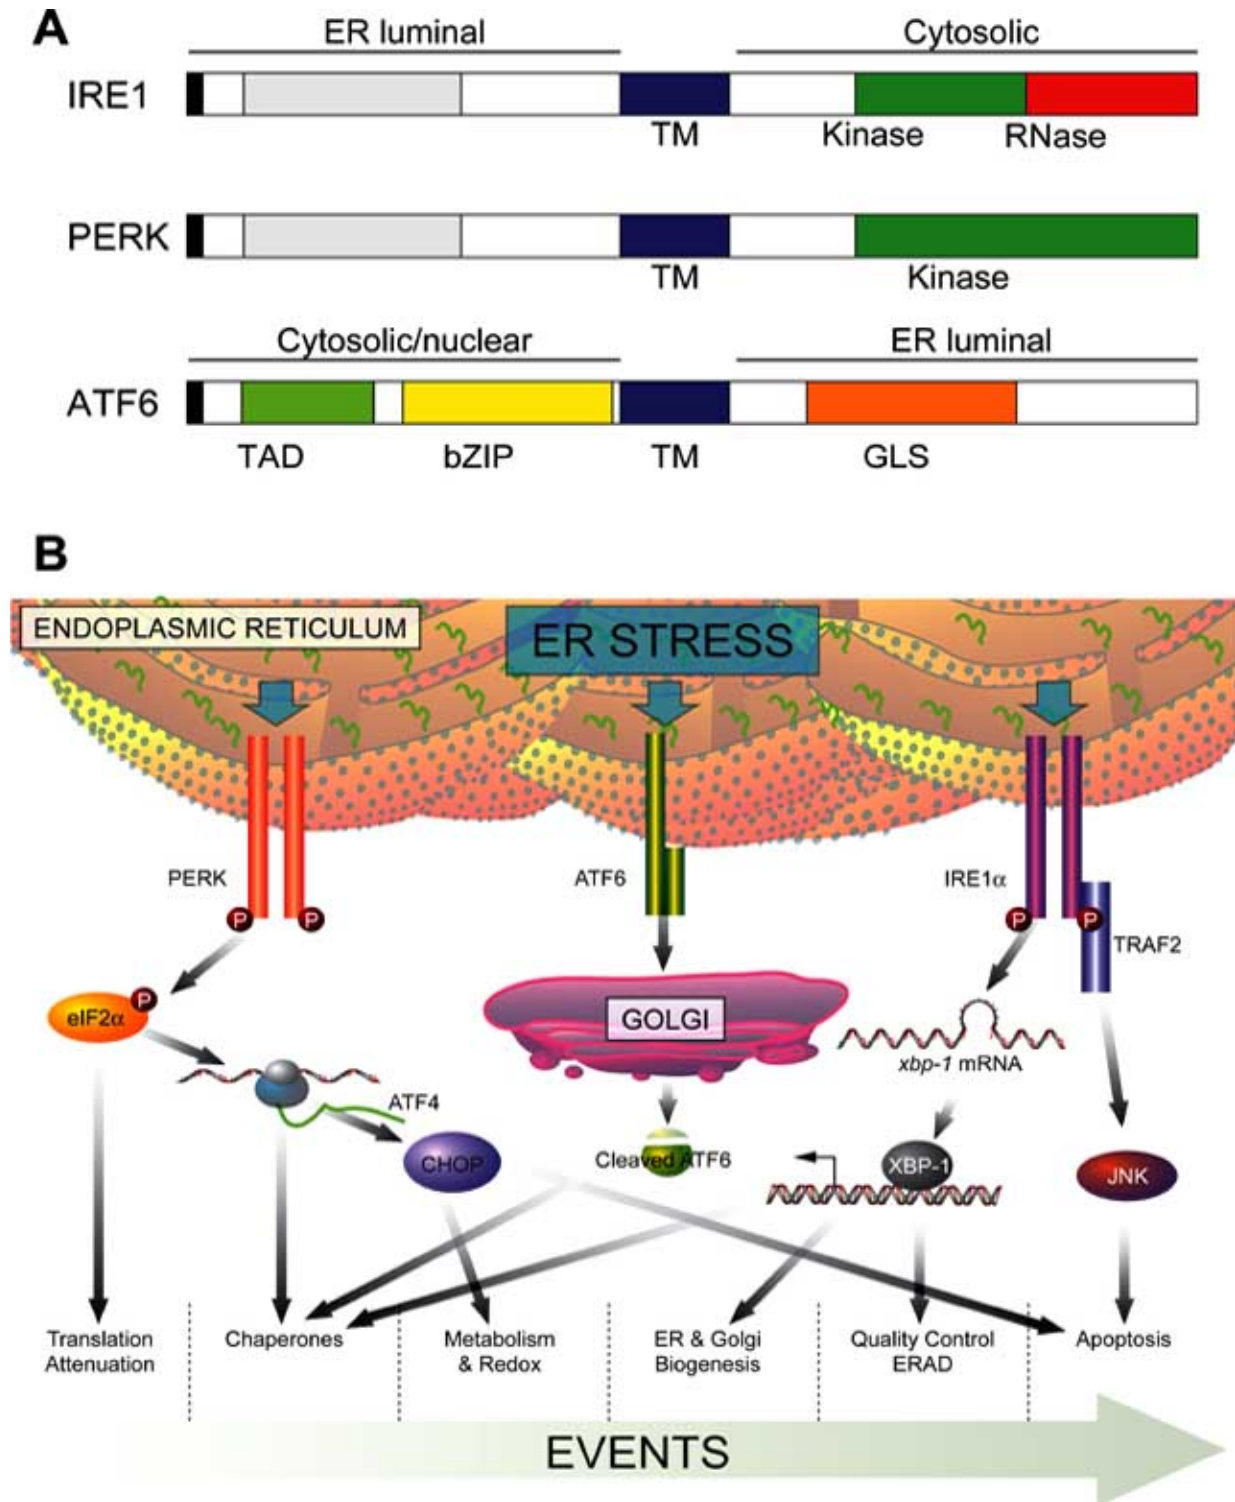 A
ER luminal
Cytosolic
IRE1
TM
Kinase
RNase
PERK
TM
Kinase
Cytosolic/nuclear
ER luminal
ATF6
TAD
bZIP
TM
GLS
B
ENDOPLASMIC RETICULUM
ER STRESS
PERK
ATF6
IRE1α
P
P
P
P
TRAF2
eIF2α
P
GOLGI
xbp-1 mRNA
ATF4
CHOP
Cleaved ATF6
XBP-1
JNK
Translation
Attenuation
Chaperones
Metabolism
& Redox
ER & Golgi
Biogenesis
Quality Control
ERAD
Apoptosis
EVENTS